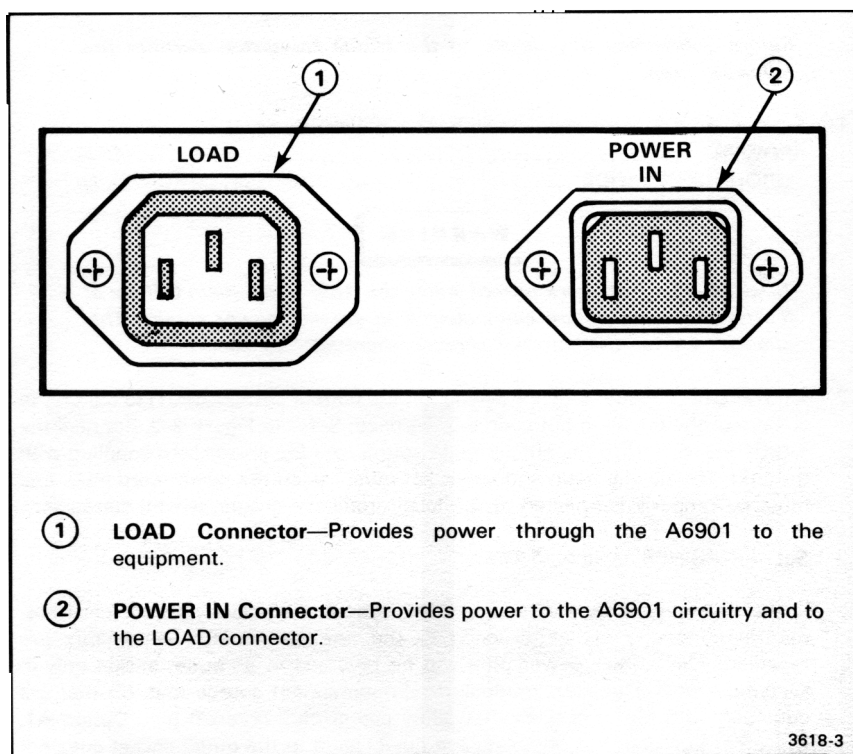 1
2
LOAD
POWER
IN
1 LOAD Connector—Provides power through the A6901 to the
equipment.
2 POWER IN Connector—Provides power to the A6901 circuitry and to
the LOAD connector.
3618-3